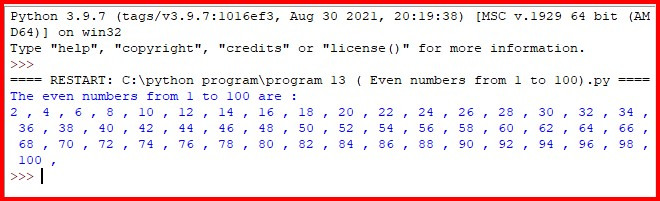 Python 3.9.7 (tags/v3.9.7:1016ef3, Aug 30 2021, 20:19:38) [MSC v.1929 64 bit (AM
D64)] on win32
Type "help", "copyright", "credits" or "license()" for more information.
>>>
==== RESTART: C:\python program\program 13 ( Even numbers from 1 to 100).py ====
The even numbers from 1 to 100 are :
2 , 4 , 6 , 8 , 10 , 12 , 14 , 16 , 18 , 20 , 22 , 24 , 26 , 28 , 30 , 32 , 34 ,
36 , 38 , 40 , 42 , 44 , 46 , 48 , 50 , 52 , 54 , 56 , 58 , 60 , 62 , 64 , 66 ,
68 , 70 , 72 , 74 , 76 , 78 , 80 , 82 , 84 , 86 , 88 , 90 , 92 , 94 , 96 , 98 ,
100 ,
>>>